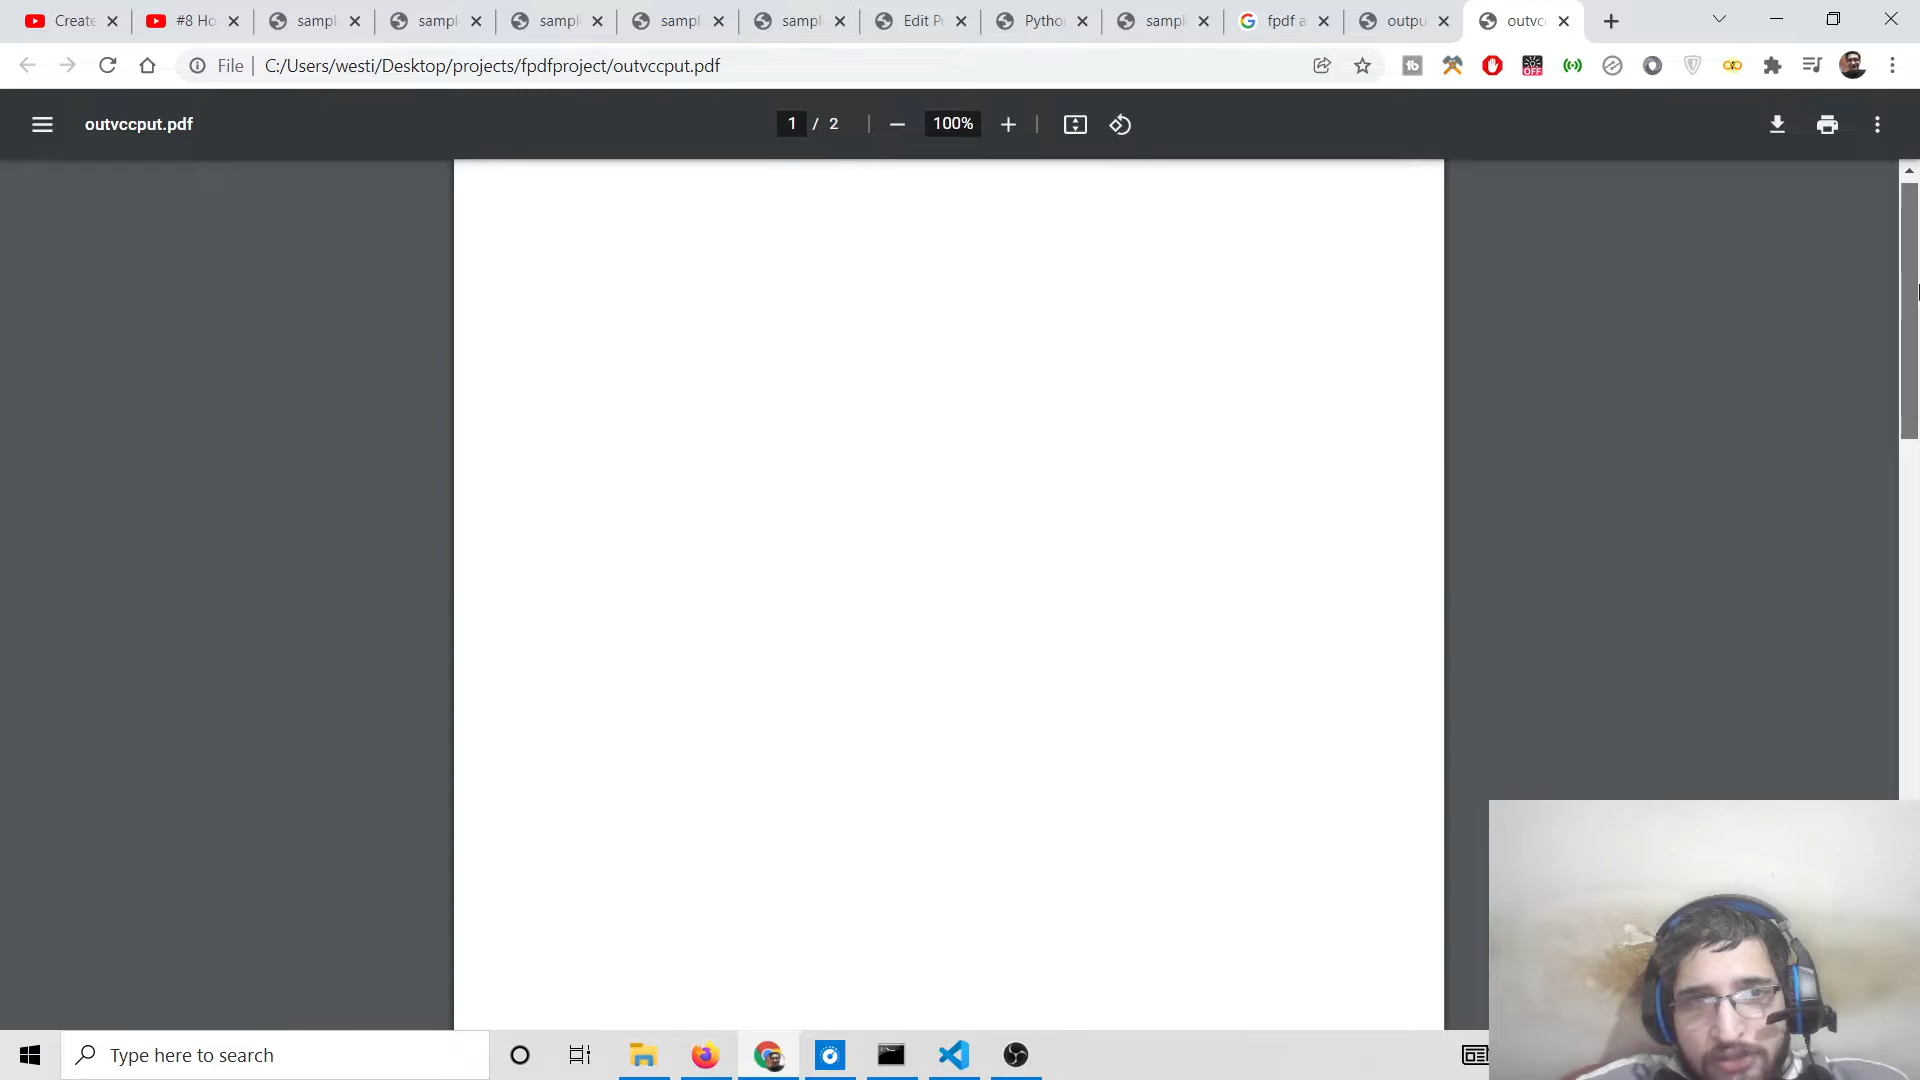 Create
#8 Ho
sampl
sampl
sampl
sampl
sampl
Edit P
Pytho
sampl
fpdf a
outpu
outvc
File
C:/Users/westi/Desktop/projects/fpdfproject/outvccput.pdf
OFF
outvccput.pdf
1 / 2
100%
Type here to search